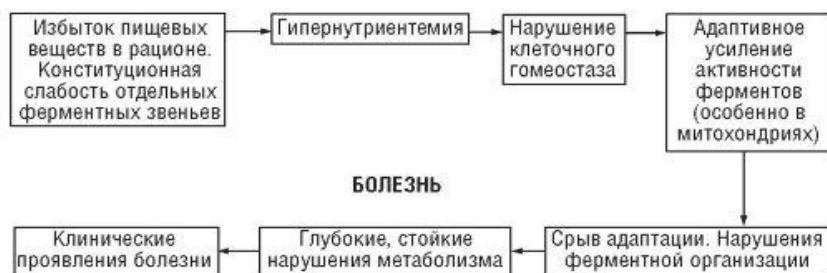 Избыток пищевых
веществ в рационе.
Конституционная
слабость отдельных
ферментных звеньев
Гипернутриентемия
Нарушение
клеточного
гомеостаза
Адаптивное
усиление
активности
ферментов
(особенно в
митохондриях)
БОЛЕЗНЬ
Срыв адаптации. Нарушения
ферментной организации
Глубокие, стойкие
нарушения метаболизма
Клинические
проявления болезни